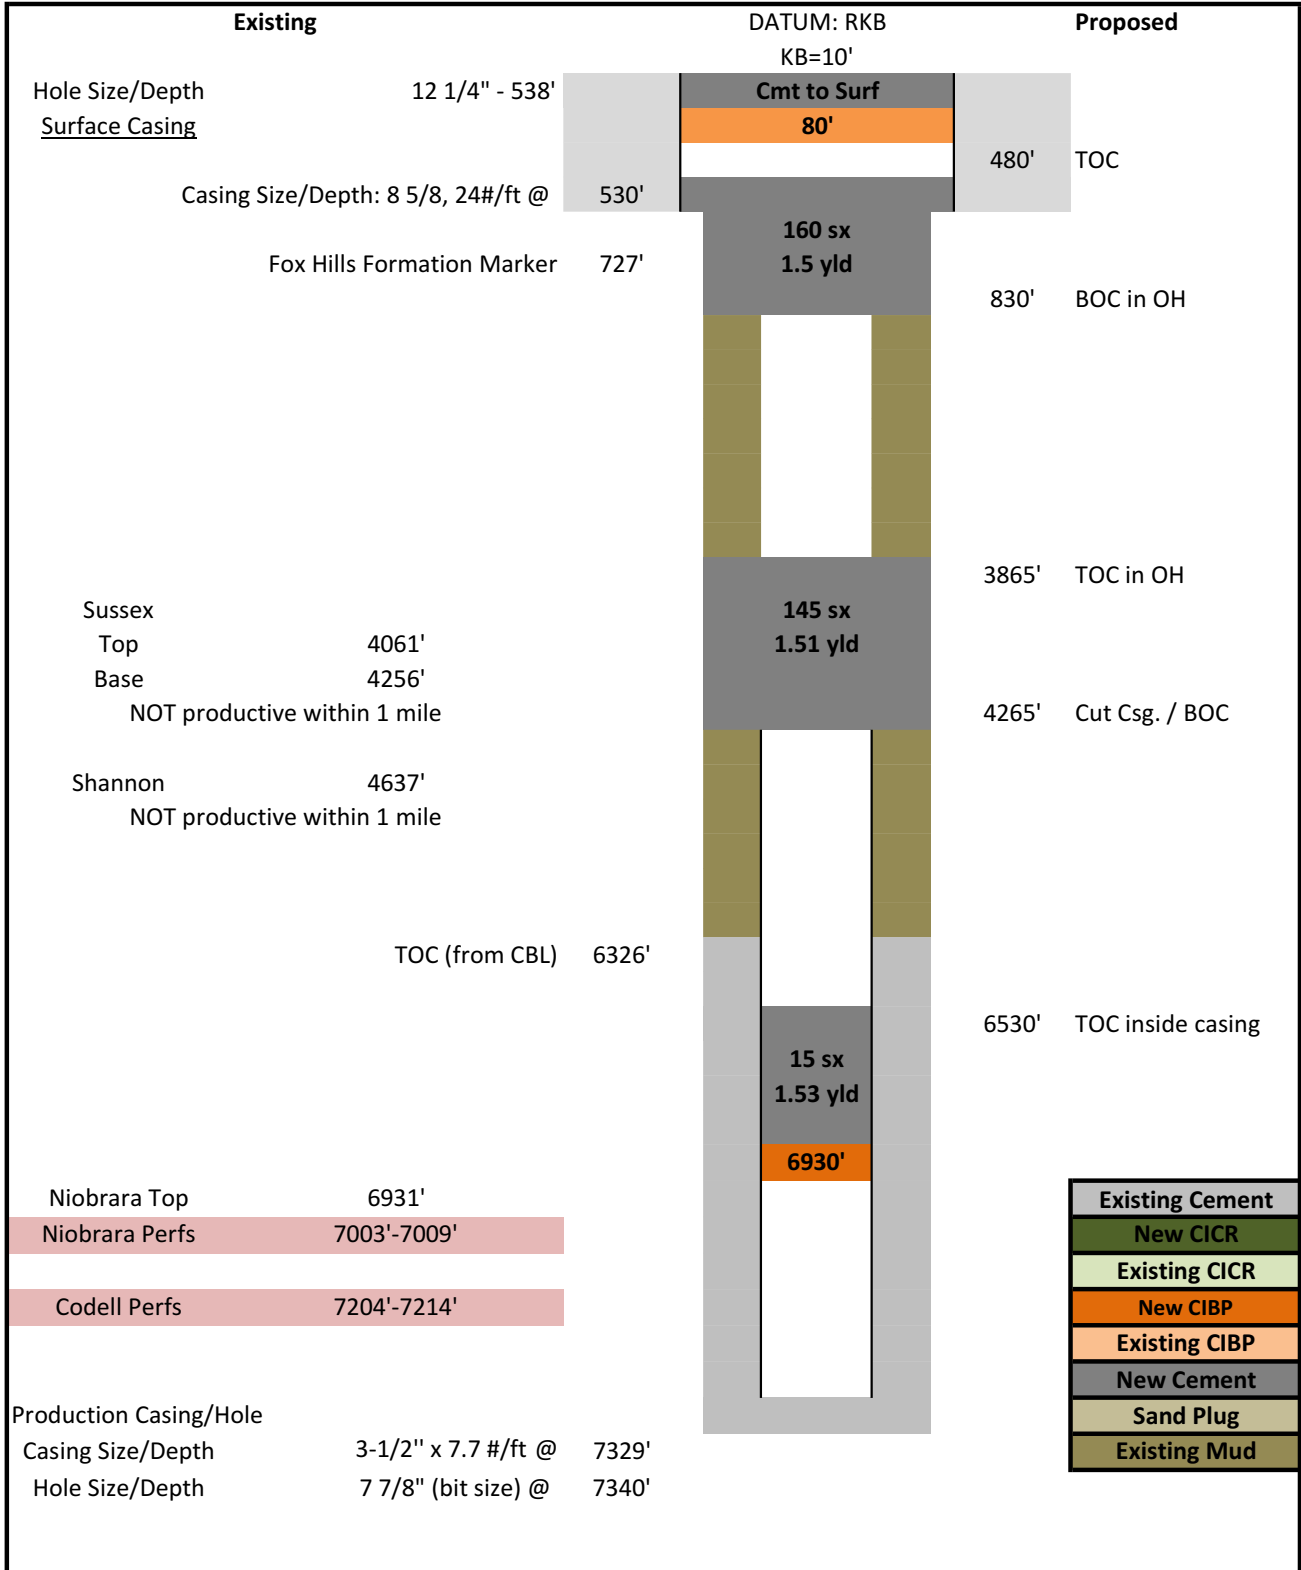 Existing DATUM: RKB Proposed
KB=10'
Hole Size/Depth 12 1/4" - 538' Cmt to Surf
Surface Casing 80'
480' TOC
Casing Size/Depth: 8 5/8, 24#/ft @ 530'
160 sx
Fox Hills Formation Marker 727' 1.5 yld
830' BOC in OH
3865' TOC in OH
Sussex 145 sx
Top 4061' 1.51 yld
Base 4256'
NOT productive within 1 mile 4265' Cut Csg. / BOC
Shannon 4637'
NOT productive within 1 mile
TOC (from CBL) 6326'
6530' TOC inside casing
15 sx
1.53 yld
6930'
Niobrara Top 6931' Existing Cement
Niobrara Perfs 7003'-7009' New CICR
Existing CICR
Codell Perfs 7204'-7214' New CIBP
Existing CIBP
New Cement
Production Casing/Hole Sand Plug
Casing Size/Depth 3-1/2'' x 7.7 #/ft @ 7329' Existing Mud
Hole Size/Depth 7 7/8" (bit size) @ 7340'